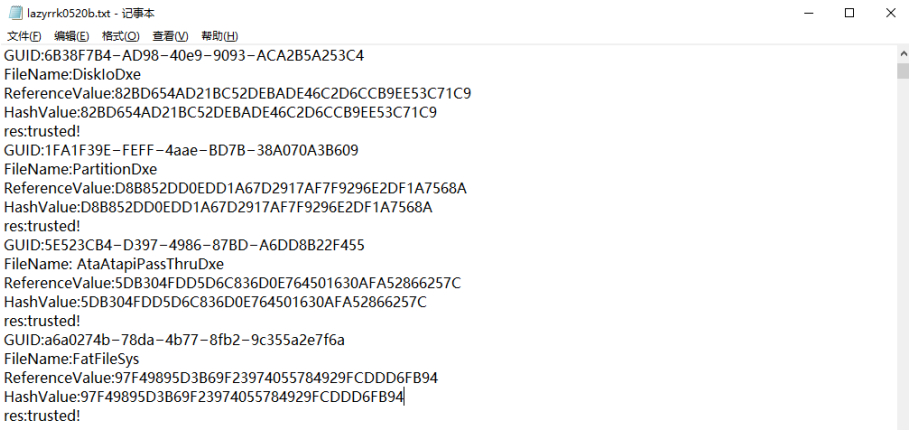 lazyrrk0520b.txt - 记事本
文件(F) 编辑(E) 格式(O) 查看(V) 帮助(H)
GUID:6B38F7B4-AD98-40e9-9093-ACA2B5A253C4
FileName:DiskIoDxe
ReferenceValue:82BD654AD21BC52DEBADE46C2D6CCB9EE53C71C9
HashValue:82BD654AD21BC52DEBADE46C2D6CCB9EE53C71C9
res:trusted!
GUID:1FA1F39E-FEFF-4aae-BD7B-38A070A3B609
FileName:PartitionDxe
ReferenceValue:D8B852DD0EDD1A67D2917AF7F9296E2DF1A7568A
HashValue:D8B852DD0EDD1A67D2917AF7F9296E2DF1A7568A
res:trusted!
GUID:5E523CB4-D397-4986-87BD-A6DD8B22F455
FileName: AtaAtapiPassThruDxe
ReferenceValue:5DB304FDD5D6C836D0E764501630AFA52866257C
HashValue:5DB304FDD5D6C836D0E764501630AFA52866257C
res:trusted!
GUID:a6a0274b-78da-4b77-8fb2-9c355a2e7f6a
FileName:FatFileSys
ReferenceValue:97F49895D3B69F23974055784929FCDDD6FB94
HashValue:97F49895D3B69F23974055784929FCDDD6FB94
res:trusted!